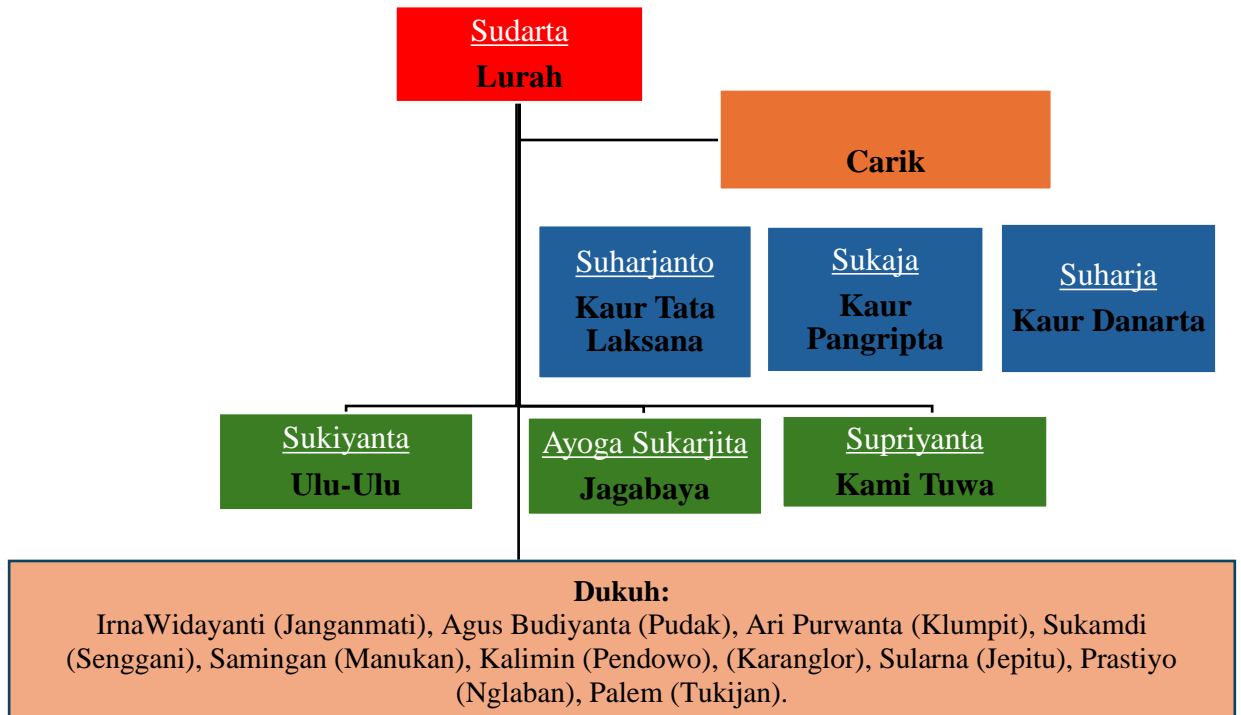 Sudarta
Lurah
Carik
Suharjanto
Kaur Tata
Laksana
Sukaja
Kaur
Pangripta
Suharja
Kaur Danarta
Sukiyanta
Ulu-Ulu
Ayoga Sukarjita
Jagabaya
Supriyanta
Kami Tuwa
Dukuh:
IrnaWidayanti (Janganmati), Agus Budiyanta (Pudak), Ari Purwanta (Klumpit), Sukamdi
(Senggani), Samingan (Manukan), Kalimin (Pendowo), (Karanglor), Sularna (Jepitu), Prastiyo
(Nglaban), Palem (Tukijan).